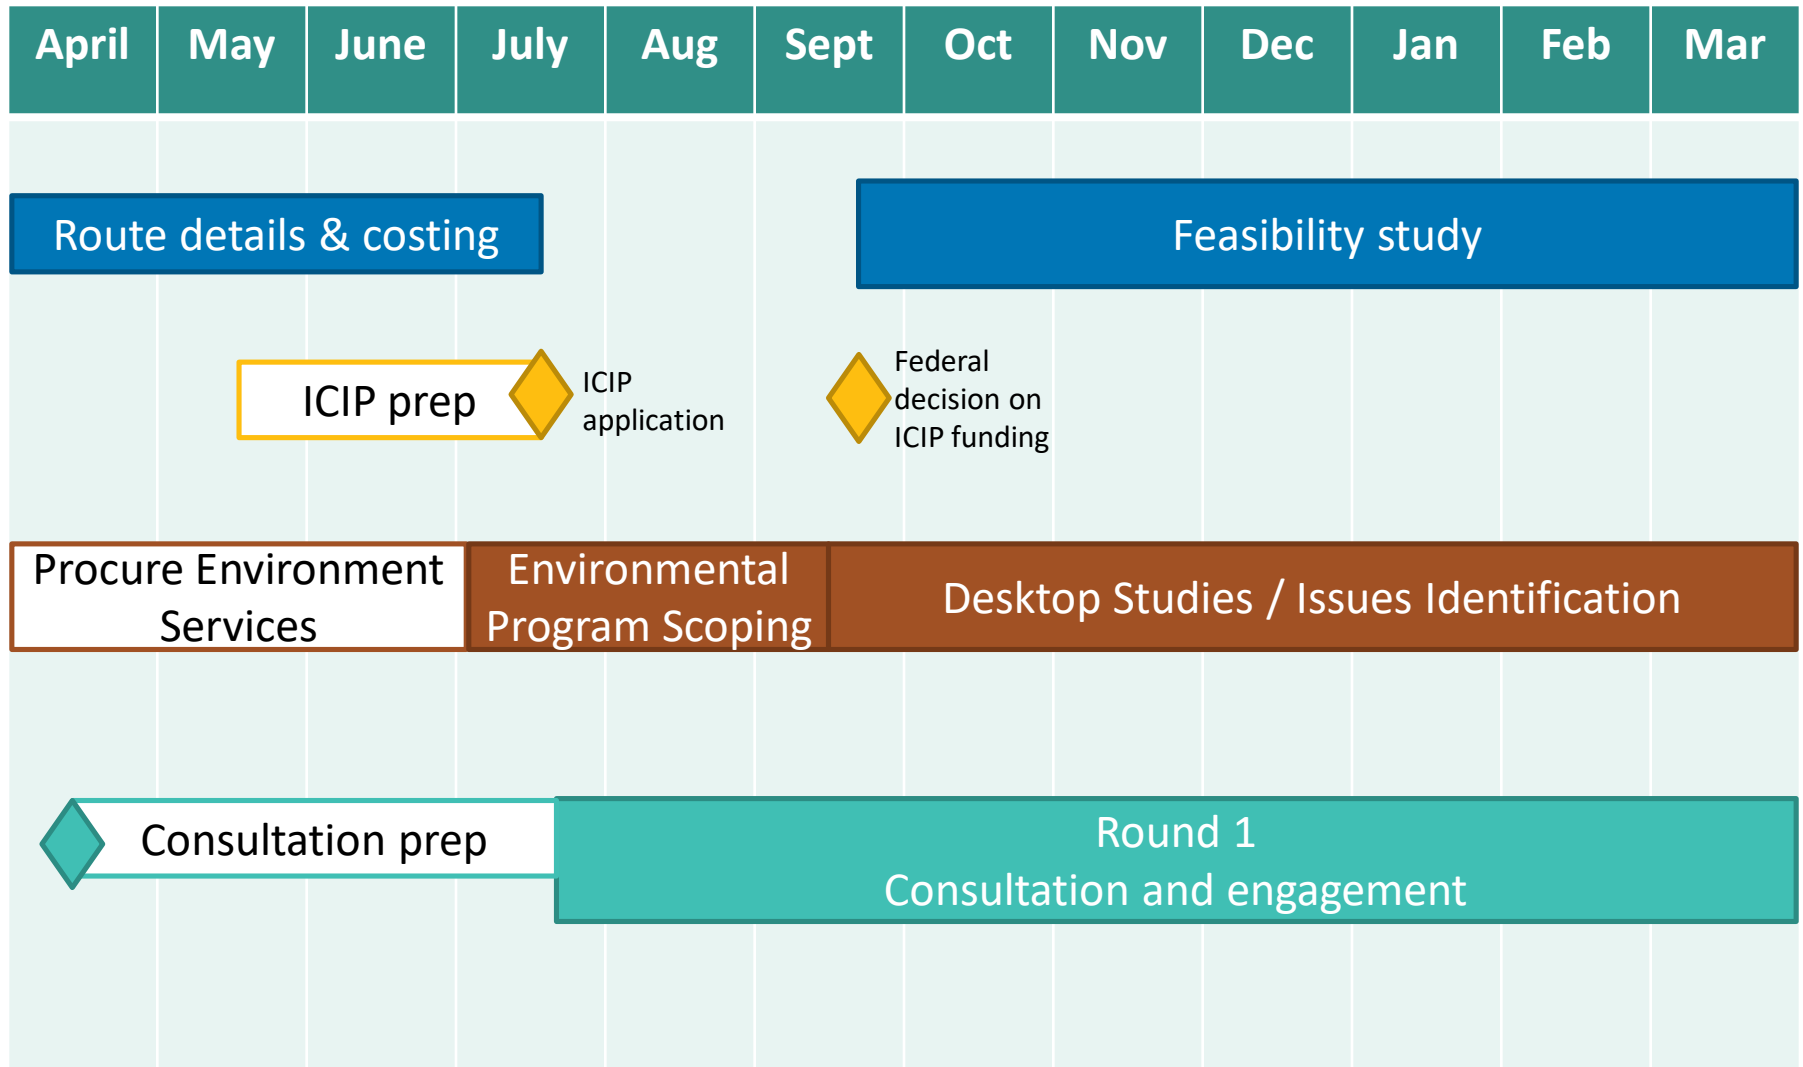 April May June July Aug Sept Oct Nov Dec Jan Feb Mar
Route details & costing
Feasibility study
ICIP prep
ICIP
application
Federal
decision on
ICIP funding
Procure Environment
Services
Environmental
Program Scoping
Desktop Studies / Issues Identification
Consultation prep
Round 1
Consultation and engagement